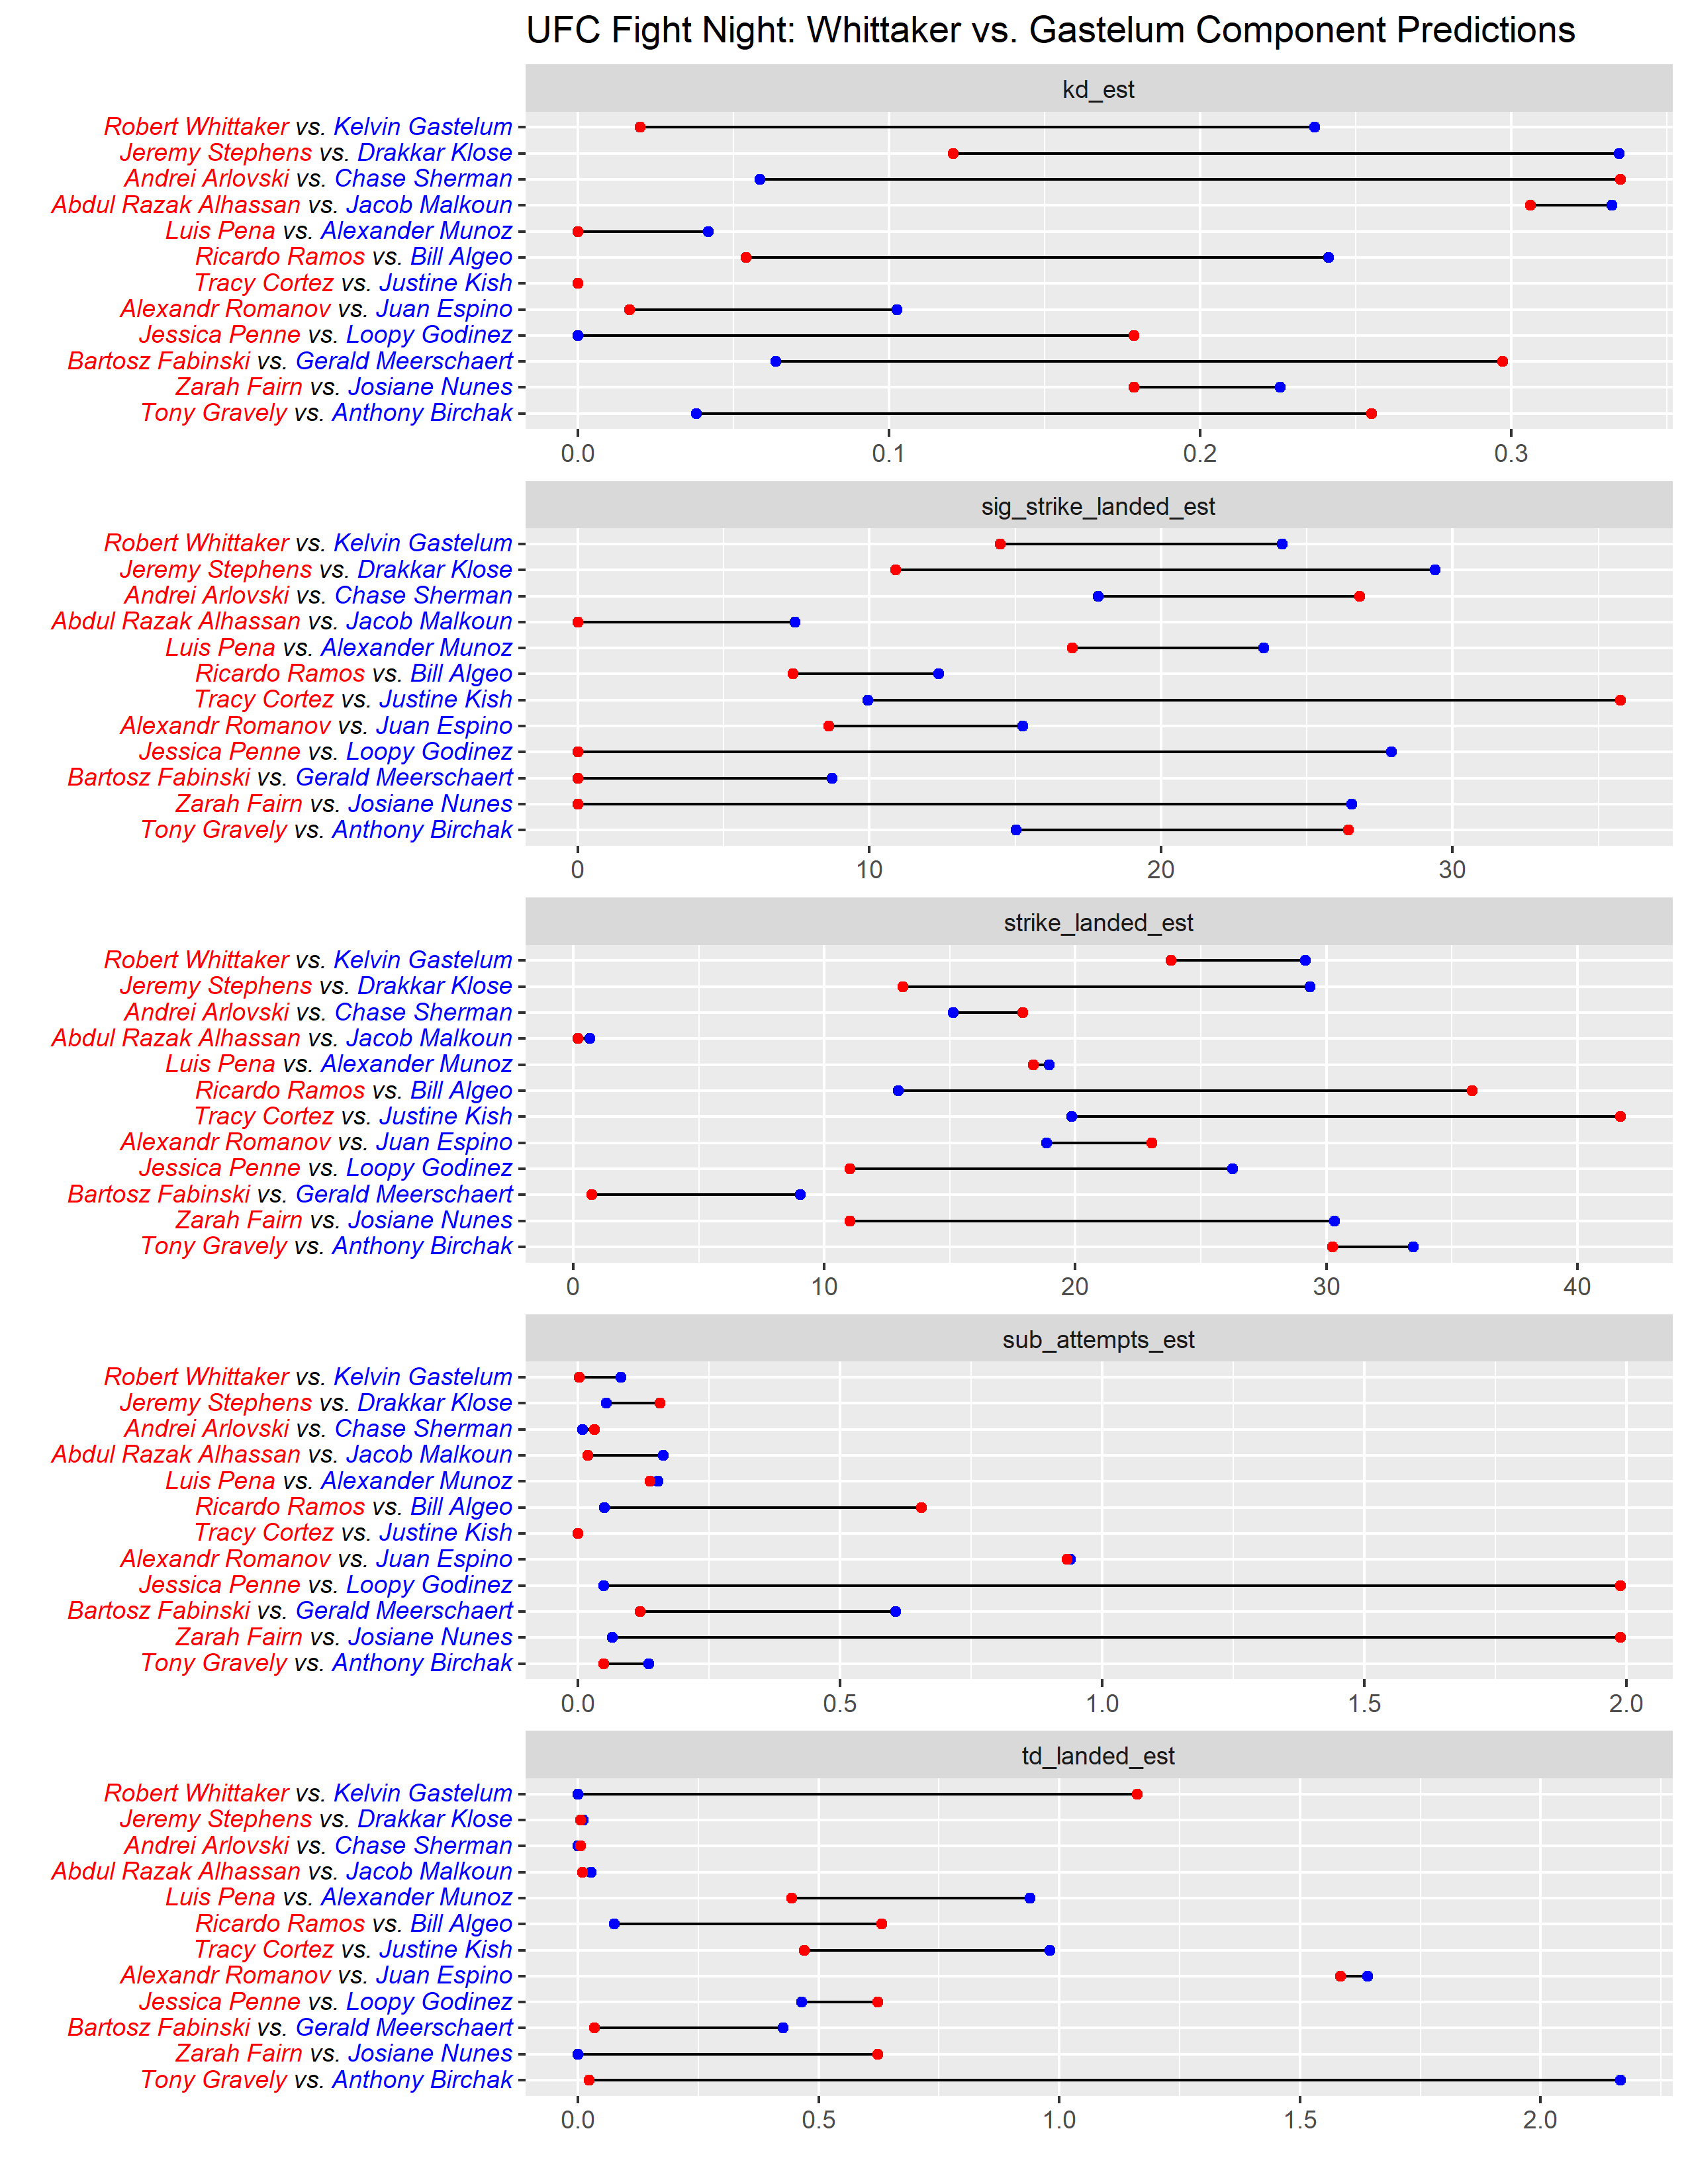 UFC Fight Night: Whittaker vs. Gastelum Component Predictions
kd_est
Robert Whittaker vs. Kelvin Gastelum
Jeremy Stephens vs. Drakkar Klose
Andrei Arlovski vs. Chase Sherman
Abdul Razak Alhassan vs. Jacob Malkoun
Luis Pena vs. Alexander Munoz
Ricardo Ramos vs. Bill Algeo
Tracy Cortez vs. Justine Kish
Alexandr Romanov vs. Juan Espino
Jessica Penne vs. Loopy Godinez
Bartosz Fabinski vs. Gerald Meerschaert
Zarah Fairn vs. Josiane Nunes
Tony Gravely vs. Anthony Birchak
0.0 0.1 0.2 0.3
sig_strike_landed_est
Robert Whittaker vs. Kelvin Gastelum
Jeremy Stephens vs. Drakkar Klose
Andrei Arlovski vs. Chase Sherman
Abdul Razak Alhassan vs. Jacob Malkoun
Luis Pena vs. Alexander Munoz
Ricardo Ramos vs. Bill Algeo
Tracy Cortez vs. Justine Kish
Alexandr Romanov vs. Juan Espino
Jessica Penne vs. Loopy Godinez
Bartosz Fabinski vs. Gerald Meerschaert
Zarah Fairn vs. Josiane Nunes
Tony Gravely vs. Anthony Birchak
0 10 20 30
strike_landed_est
Robert Whittaker vs. Kelvin Gastelum
Jeremy Stephens vs. Drakkar Klose
Andrei Arlovski vs. Chase Sherman
Abdul Razak Alhassan vs. Jacob Malkoun
Luis Pena vs. Alexander Munoz
Ricardo Ramos vs. Bill Algeo
Tracy Cortez vs. Justine Kish
Alexandr Romanov vs. Juan Espino
Jessica Penne vs. Loopy Godinez
Bartosz Fabinski vs. Gerald Meerschaert
Zarah Fairn vs. Josiane Nunes
Tony Gravely vs. Anthony Birchak
0 10 20 30 40
sub_attempts_est
Robert Whittaker vs. Kelvin Gastelum
Jeremy Stephens vs. Drakkar Klose
Andrei Arlovski vs. Chase Sherman
Abdul Razak Alhassan vs. Jacob Malkoun
Luis Pena vs. Alexander Munoz
Ricardo Ramos vs. Bill Algeo
Tracy Cortez vs. Justine Kish
Alexandr Romanov vs. Juan Espino
Jessica Penne vs. Loopy Godinez
Bartosz Fabinski vs. Gerald Meerschaert
Zarah Fairn vs. Josiane Nunes
Tony Gravely vs. Anthony Birchak
0.0 0.5 1.0 1.5 2.0
td_landed_est
Robert Whittaker vs. Kelvin Gastelum
Jeremy Stephens vs. Drakkar Klose
Andrei Arlovski vs. Chase Sherman
Abdul Razak Alhassan vs. Jacob Malkoun
Luis Pena vs. Alexander Munoz
Ricardo Ramos vs. Bill Algeo
Tracy Cortez vs. Justine Kish
Alexandr Romanov vs. Juan Espino
Jessica Penne vs. Loopy Godinez
Bartosz Fabinski vs. Gerald Meerschaert
Zarah Fairn vs. Josiane Nunes
Tony Gravely vs. Anthony Birchak
0.0 0.5 1.0 1.5 2.0